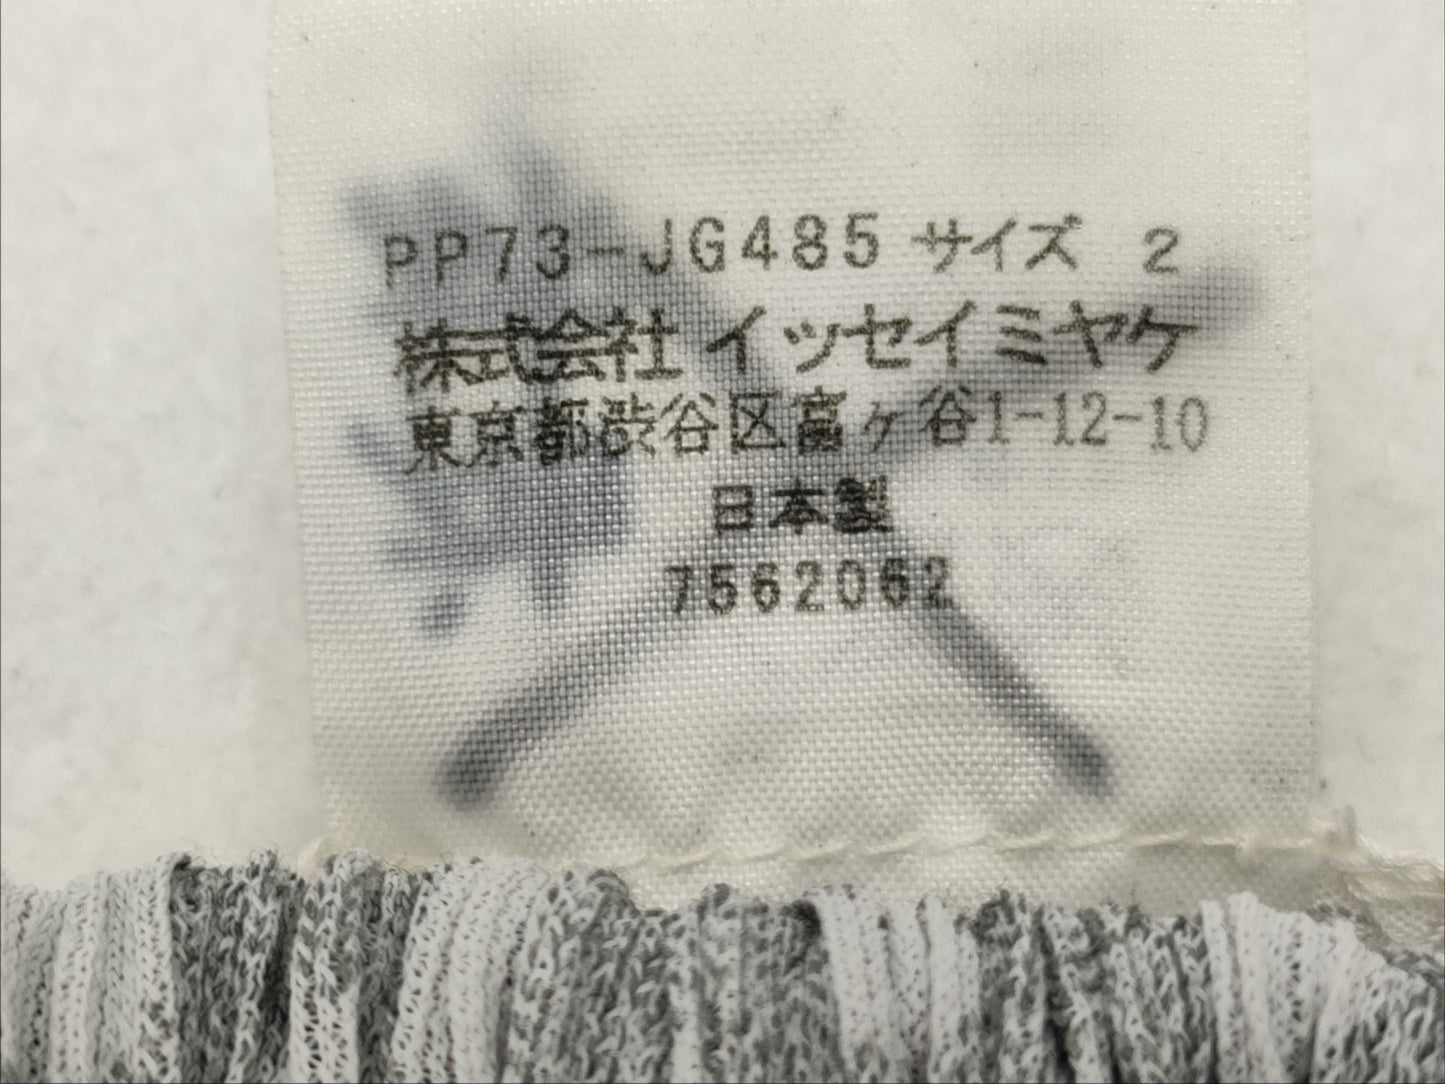 PP73-JG485 サイズ 2
株式会社 イッセイミヤケ
東京都渋谷区富ヶ谷1-12-10
日本製
7562062